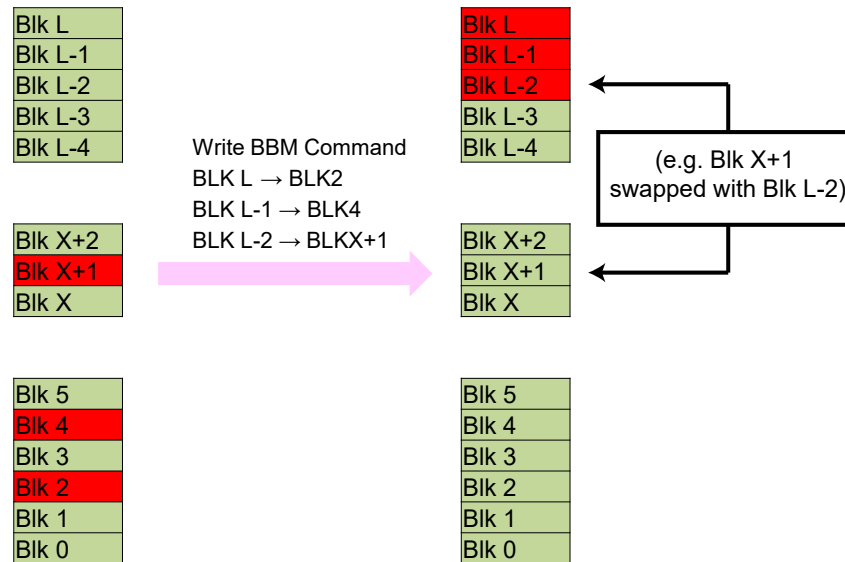 Blk L
Blk L-1
Blk L-2
Blk L-3
Blk L-4
Blk X+2
Blk X+1
Blk X
Blk 5
Blk 4
Blk 3
Blk 2
Blk 1
Blk 0
Write BBM Command
BLK L → BLK2
BLK L-1 → BLK4
BLK L-2 → BLKX+1
Blk L
Blk L-1
Blk L-2
Blk L-3
Blk L-4
Blk X+2
Blk X+1
Blk X
Blk 5
Blk 4
Blk 3
Blk 2
Blk 1
Blk 0
(e.g. Blk X+1
swapped with Blk L-2)